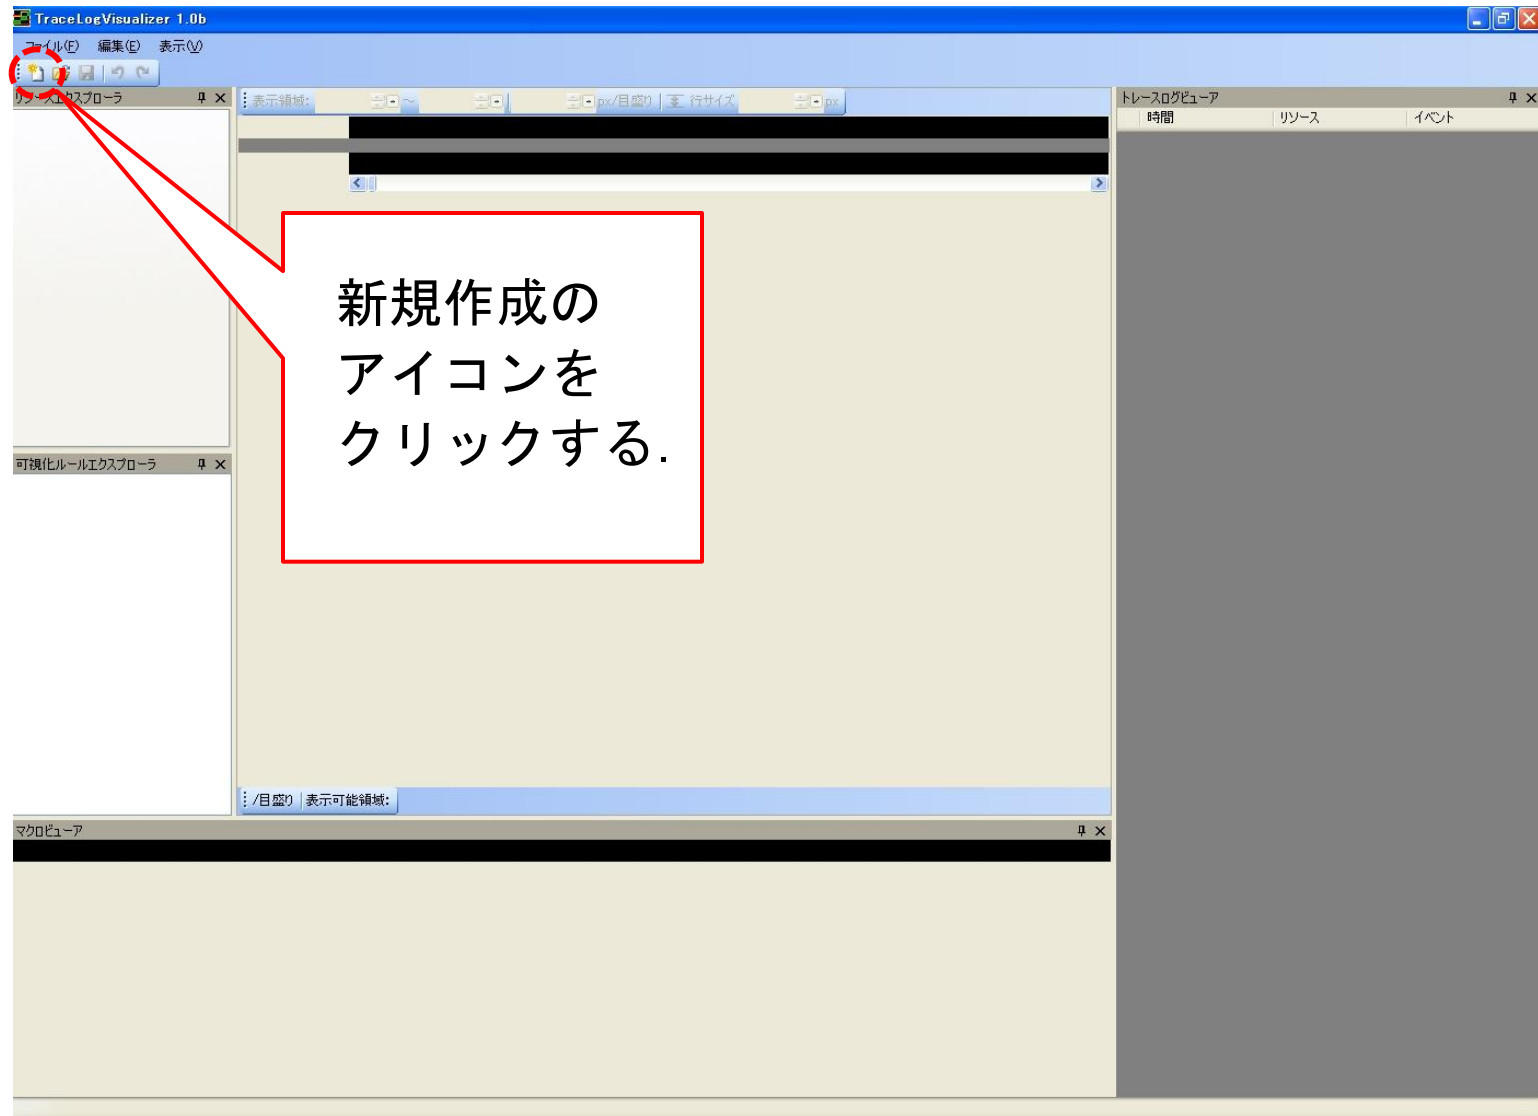 TraceLogVisualizer 1.0b
ファイル(F) 編集(E) 表示(V)
リソースエクスプローラ
表示領域: ～ px/目盛り 行サイズ px
トレースログビューア
時間 リソース イベント
新規作成の
アイコンを
クリックする.
可視化ルールエクスプローラ
/目盛り 表示可能領域:
マクロビューア